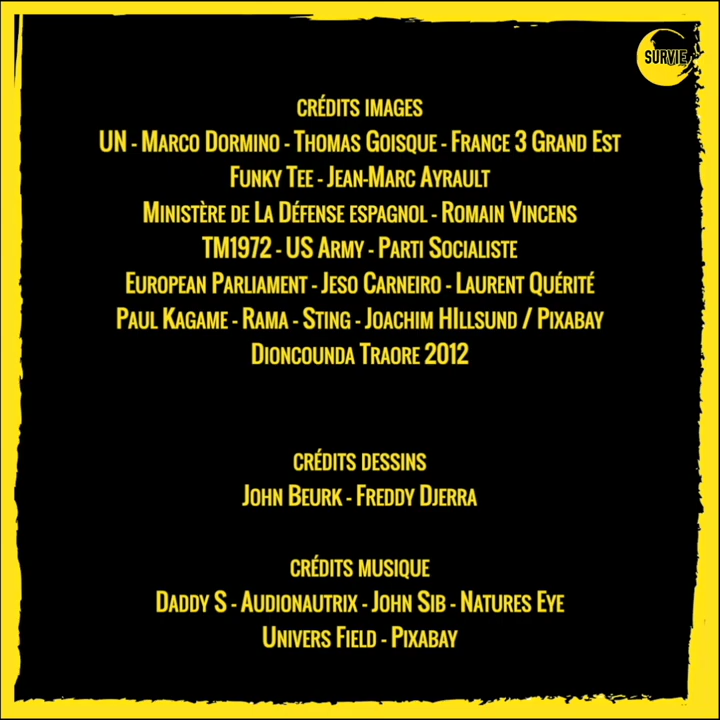 SURVIE
CRÉDITS IMAGES
UN - MARCO DORMINO - THOMAS GOISQUE - FRANCE 3 GRAND EST
FUNKY TEE - JEAN-MARC AYRAULT
MINISTÈRE DE LA DÉFENSE ESPAGNOL - ROMAIN VINCENS
TM1972 - US ARMY - PARTI SOCIALISTE
EUROPEAN PARLIAMENT - JESO CARNEIRO - LAURENT QUÉRITÉ
PAUL KAGAME - RAMA - STING - JOACHIM HILLSUND / PIXABAY
DIONCOUNDA TRAORE 2012
CRÉDITS DESSINS
JOHN BEURK - FREDDY DJERRA
CRÉDITS MUSIQUE
DADDY S - AUDIONAUTRIX - JOHN SIB - NATURES EYE
UNIVERS FIELD - PIXABAY